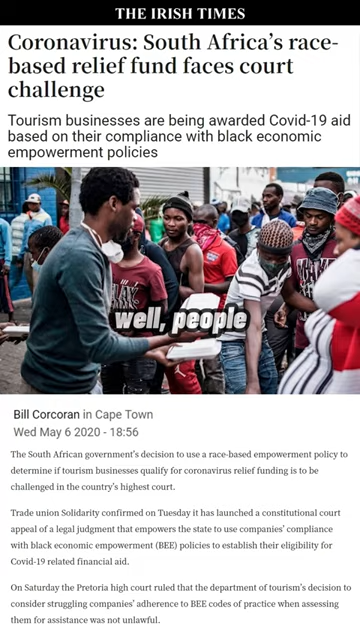 THE IRISH TIMES
Coronavirus: South Africa's race-
based relief fund faces court
challenge
Tourism businesses are being awarded Covid-19 aid
based on their compliance with black economic
empowerment policies
well, people
Bill Corcoran in Cape Town
Wed May 6 2020 - 18:56
The South African government's decision to use a race-based empowerment policy to
determine if tourism businesses qualify for coronavirus relief funding is to be
challenged in the country's highest court.
Trade union Solidarity confirmed on Tuesday it has launched a constitutional court
appeal of a legal judgment that empowers the state to use companies' compliance
with black economic empowerment (BEE) policies to establish their eligibility for
Covid-19 related financial aid.
On Saturday the Pretoria high court ruled that the department of tourism's decision to
consider struggling companies' adherence to BEE codes of practice when assessing
them for assistance was not unlawful.